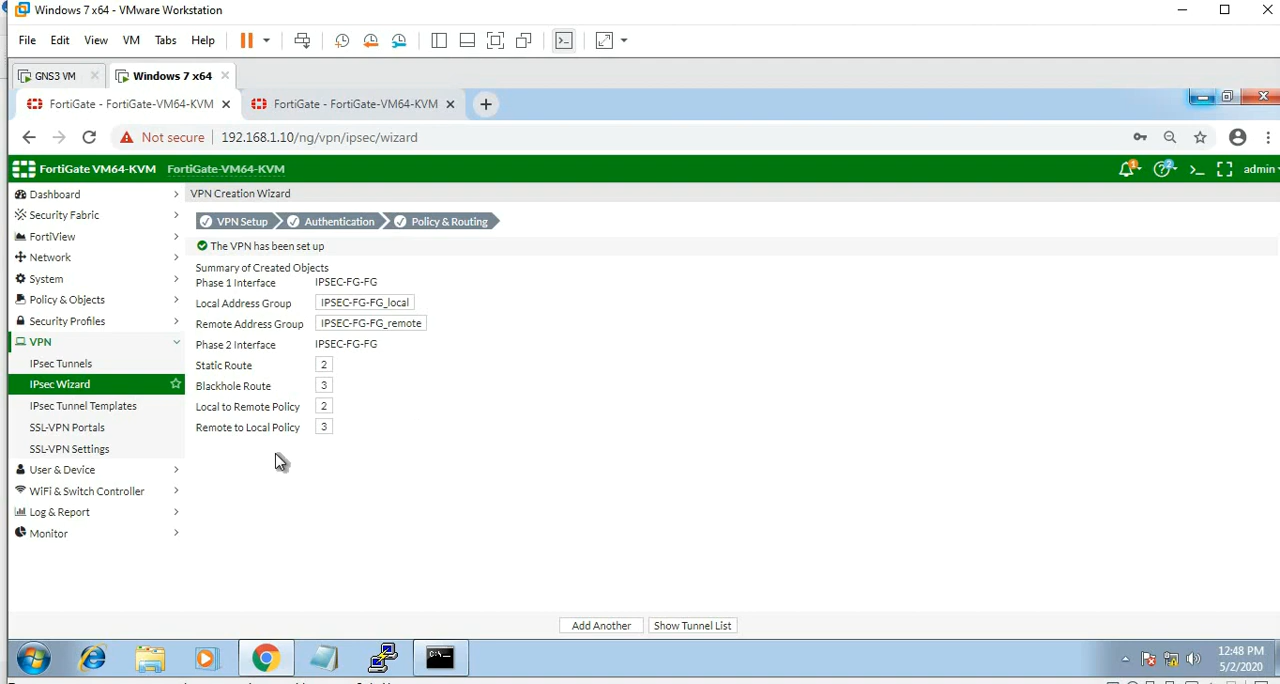 Windows 7 x64 - VMware Workstation
File Edit View VM Tabs Help
GNS3 VM Windows 7 x64
FortiGate - FortiGate-VM64-KVM FortiGate - FortiGate-VM64-KVM
Not secure 192.168.1.10/ng/vpn/ipsec/wizard
FortiGate VM64-KVM FortiGate-VM64-KVM 1 2 admin
Dashboard
VPN Creation Wizard
Security Fabric
VPN Setup Authentication Policy & Routing
FortiView
The VPN has been set up
Network
Summary of Created Objects
System
Phase 1 Interface IPSEC-FG-FG
Policy & Objects
Local Address Group IPSEC-FG-FG_local
Security Profiles
Remote Address Group IPSEC-FG-FG_remote
VPN
Phase 2 Interface IPSEC-FG-FG
IPsec Tunnels
Static Route 2
IPsec Wizard
Blackhole Route 3
IPsec Tunnel Templates
Local to Remote Policy 2
SSL-VPN Portals
Remote to Local Policy 3
SSL-VPN Settings
User & Device
WiFi & Switch Controller
Log & Report
Monitor
Add Another Show Tunnel List
12:48 PM
5/2/2020